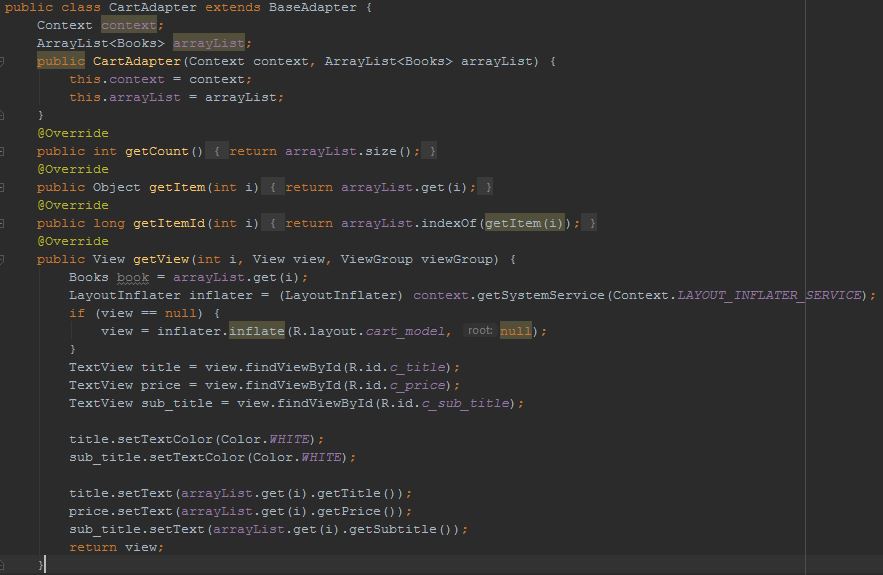 public class CartAdapter extends BaseAdapter {
    Context context;
    ArrayList<Books> arrayList;
    public CartAdapter(Context context, ArrayList<Books> arrayList) {
        this.context = context;
        this.arrayList = arrayList;
    }
    @Override
    public int getCount() { return arrayList.size(); }
    @Override
    public Object getItem(int i) { return arrayList.get(i); }
    @Override
    public long getItemId(int i) { return arrayList.indexOf(getItem(i)); }
    @Override
    public View getView(int i, View view, ViewGroup viewGroup) {
        Books book = arrayList.get(i);
        LayoutInflater inflater = (LayoutInflater) context.getSystemService(Context.LAYOUT_INFLATER_SERVICE);
        if (view == null) {
            view = inflater.inflate(R.layout.cart_model, root: null);
        }
        TextView title = view.findViewById(R.id.c_title);
        TextView price = view.findViewById(R.id.c_price);
        TextView sub_title = view.findViewById(R.id.c_sub_title);

        title.setTextColor(Color.WHITE);
        sub_title.setTextColor(Color.WHITE);

        title.setText(arrayList.get(i).getTitle());
        price.setText(arrayList.get(i).getPrice());
        sub_title.setText(arrayList.get(i).getSubtitle());
        return view;
    }